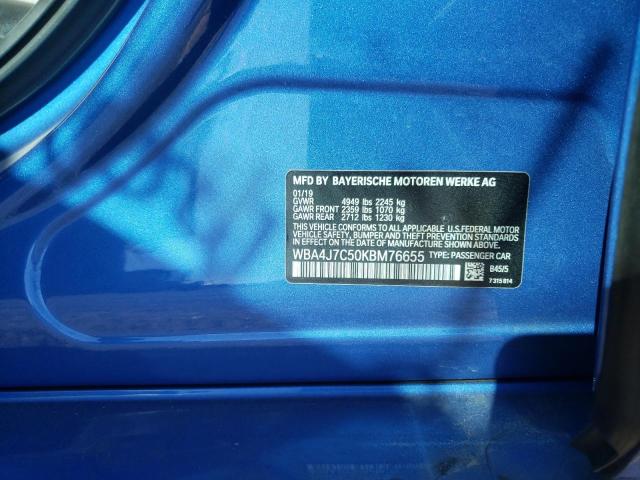 MFD BY BAYERISCHE MOTOREN WERKE AG
01/19
GVWR 4949 lbs 2245 kg
GAWR FRONT 2359 lbs 1070 kg
GAWR REAR 2712 lbs 1230 kg
THIS VEHICLE CONFORMS TO ALL APPLICABLE U.S.FEDERAL MOTOR
VEHICLE SAFETY, BUMPER AND THEFT PREVENTION STANDARDS
IN EFFECT ON THE DATE OF MANUFACTURE SHOWN ABOVE.
WBA4J7C50KBM76655 TYPE: PASSENGER CAR
B45/5
7 315 814